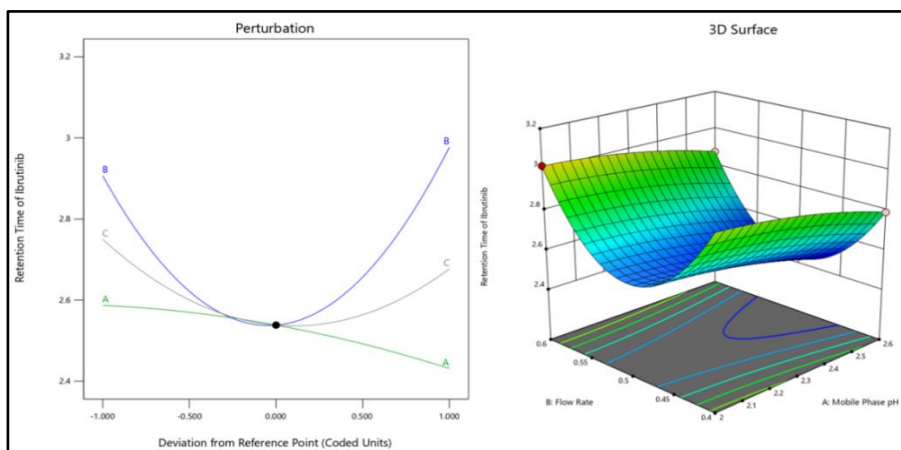 Perturbation
3.2
3
2.8
2.6
2.4
Retention Time of Ibrutinib
B
B
C
C
A
A
-1.000
-0.500
0.000
0.500
1.000
Deviation from Reference Point (Coded Units)
3D Surface
3.2
3
2.8
2.6
2.4
Retention Time of Ibrutinib
0.6
0.55
0.5
0.45
0.4
B: Flow Rate
2
2.1
2.2
2.3
2.4
2.5
2.6
A: Mobile Phase pH